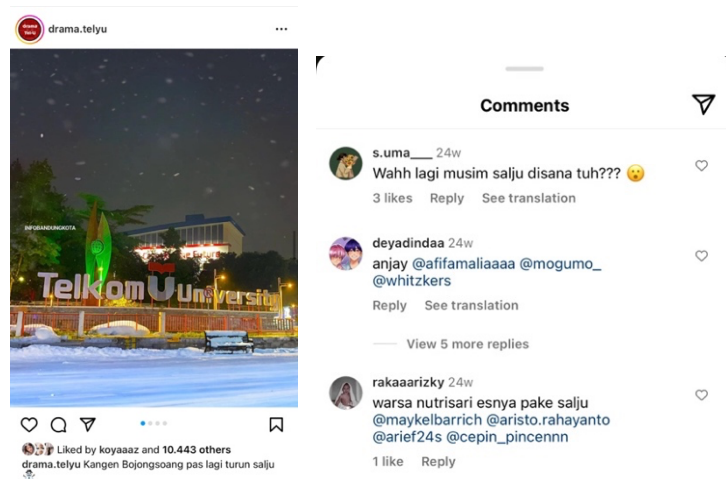 drama.telyu
INFOBANDUNGKOTA
Telkom University
Liked by koyaaaz and 10.443 others
drama.telyu Kangen Bojongsoang pas lagi turun salju
Comments
s.uma___ 24w
Wahh lagi musim salju disana tuh??? 😮
3 likes Reply See translation
deyadindaa 24w
anjay @afifamaliaaaa @mogumo_
@whitzkers
Reply See translation
View 5 more replies
rakaaarizky 24w
warsa nutrisari esnya pake salju
@maykelbarrich @aristo.rahayanto
@arief24s @cepin_pincennn
1 like Reply